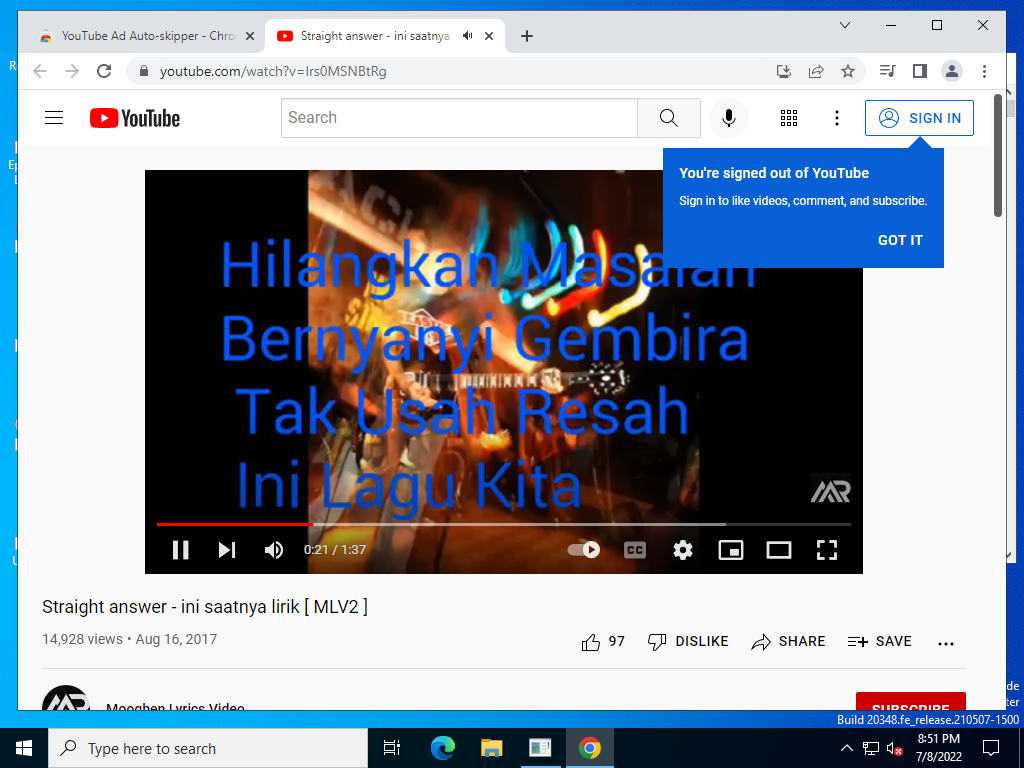 YouTube Ad Auto-skipper - Chro
Straight answer - ini saatnya
youtube.com/watch?v=Irs0MSNBtRg
YouTube
Search
SIGN IN
You're signed out of YouTube
Sign in to like videos, comment, and subscribe.
GOT IT
Hilangkan Masalah
Bernyanyi Gembira
Tak Usah Resah
Ini Lagu Kita
0:21 / 1:37
CC
Straight answer - ini saatnya lirik [ MLV2 ]
14,928 views • Aug 16, 2017
97
DISLIKE
SHARE
SAVE
Mooghen Lyrics Video
SUBSCRIBE
Build 20348.fe_release.210507-1500
Type here to search
8:51 PM
7/8/2022